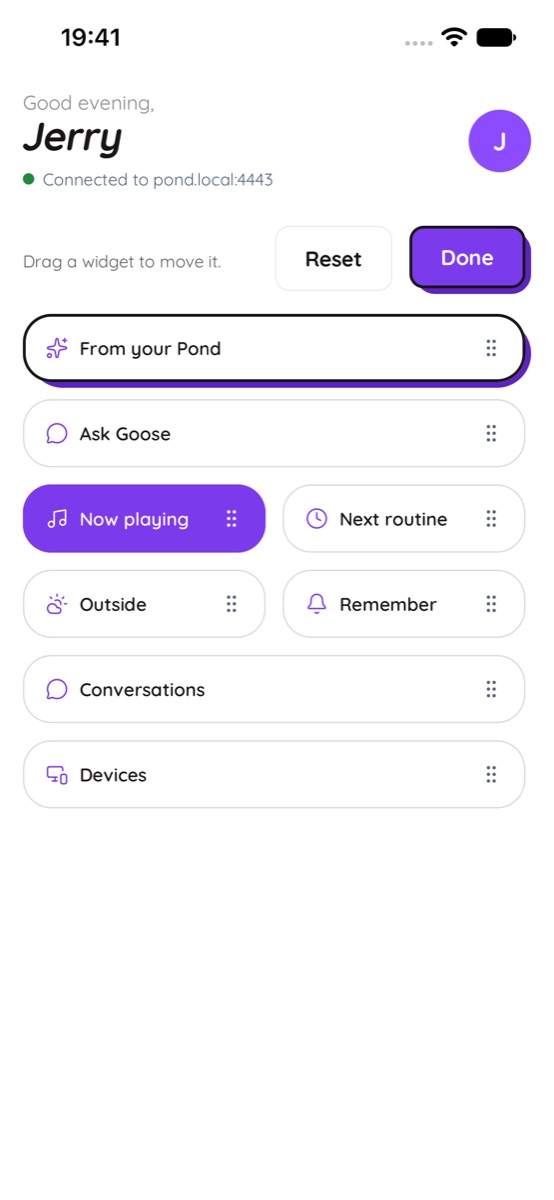 19:41
Good evening,
Jerry
J
Connected to pond.local:4443
Drag a widget to move it.
Reset
Done
From your Pond
Ask Goose
Now playing
Next routine
Outside
Remember
Conversations
Devices